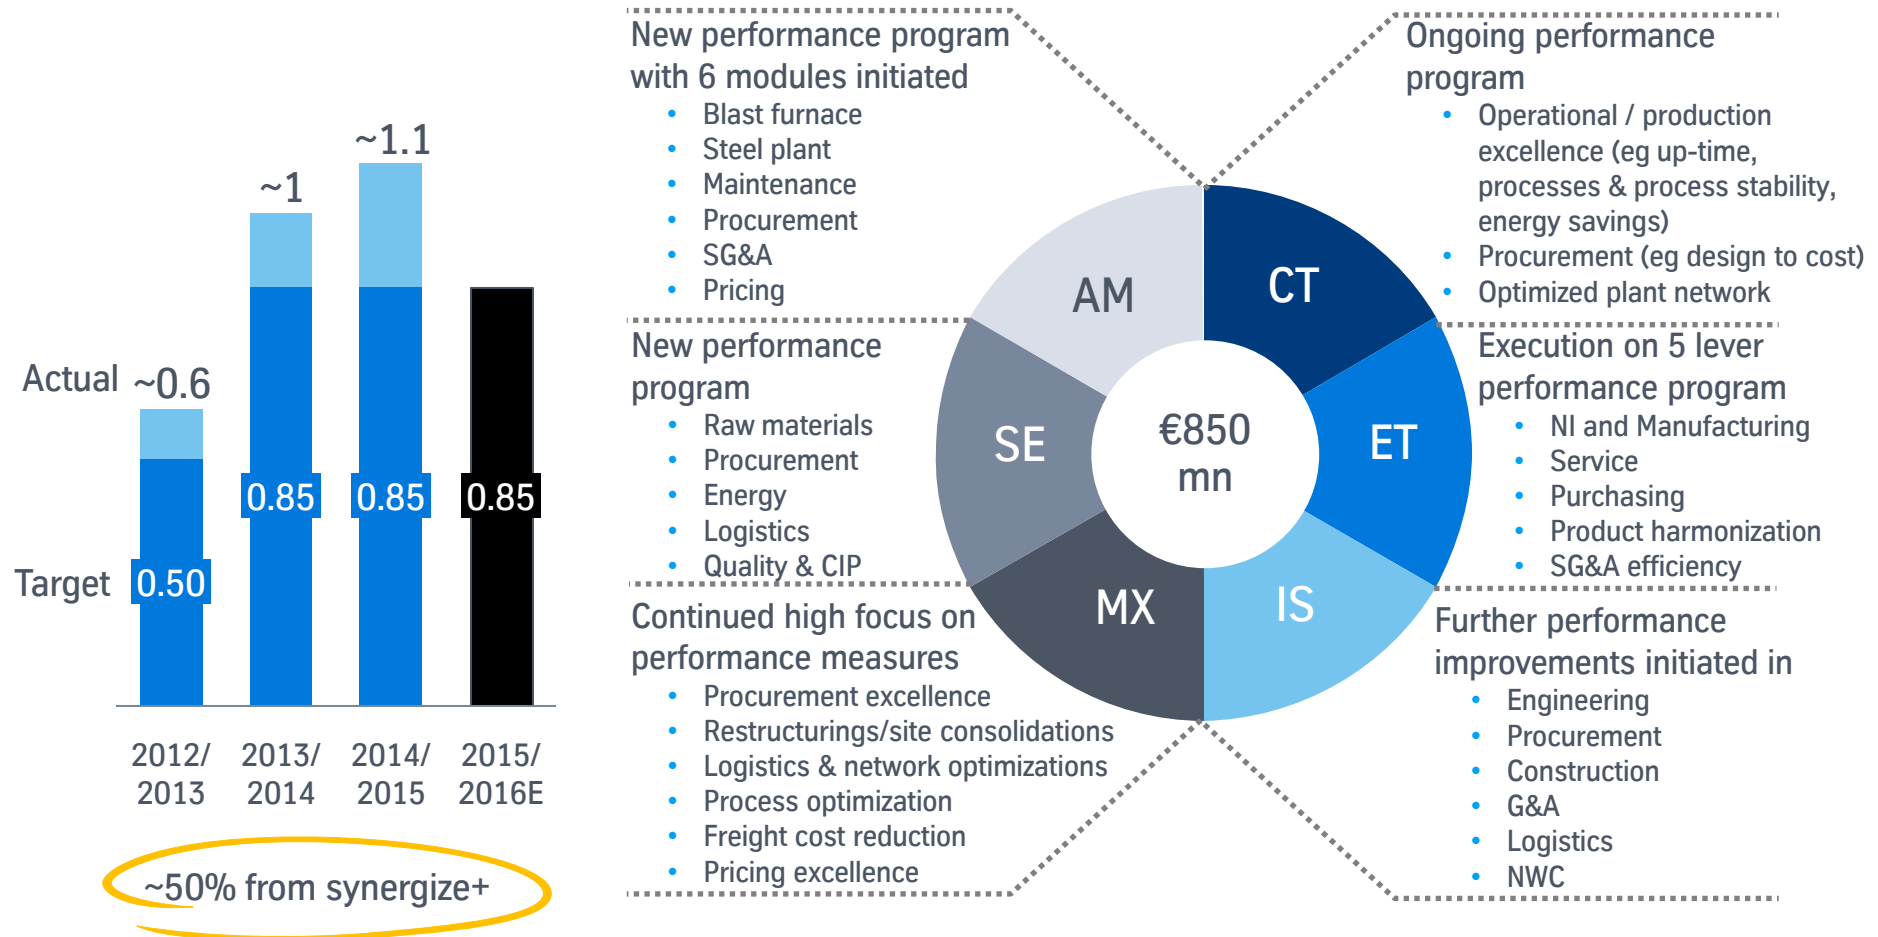 ~1.1
~1
Actual ~0.6
0.85
0.85
0.85
Target 0.50
2012/
2013
2013/
2014
2014/
2015
2015/
2016E
~50% from synergize+
New performance program
with 6 modules initiated
• Blast furnace
• Steel plant
• Maintenance
• Procurement
• SG&A
• Pricing
New performance
program
• Raw materials
• Procurement
• Energy
• Logistics
• Quality & CIP
Continued high focus on
performance measures
• Procurement excellence
• Restructurings/site consolidations
• Logistics & network optimizations
• Process optimization
• Freight cost reduction
• Pricing excellence
AM
CT
SE
€850
mn
ET
MX
IS
Ongoing performance
program
• Operational / production
excellence (eg up-time,
processes & process stability,
energy savings)
• Procurement (eg design to cost)
• Optimized plant network
Execution on 5 lever
performance program
• NI and Manufacturing
• Service
• Purchasing
• Product harmonization
• SG&A efficiency
Further performance
improvements initiated in
• Engineering
• Procurement
• Construction
• G&A
• Logistics
• NWC